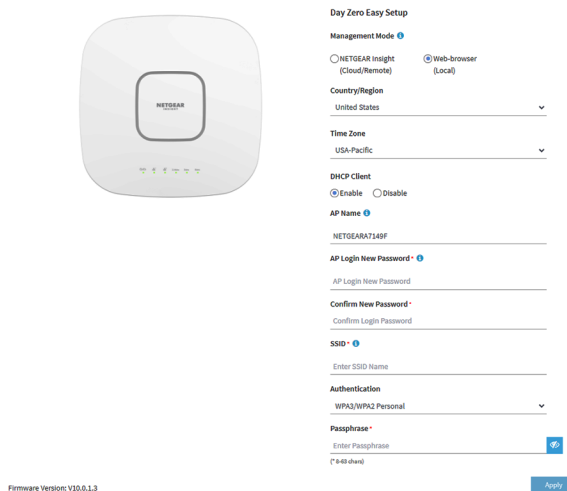 Day Zero Easy Setup
Management Mode
NETGEAR Insight
(Cloud/Remote)
Web-browser
(Local)
Country/Region
United States
Time Zone
USA-Pacific
DHCP Client
Enable
Disable
AP Name
NETGEARA7149F
AP Login New Password *
AP Login New Password
Confirm New Password *
Confirm Login Password
SSID *
Enter SSID Name
Authentication
WPA3/WPA2 Personal
Passphrase *
Enter Passphrase
(* 8-63 chars)
Apply
NETGEAR
Firmware Version: V10.0.1.3